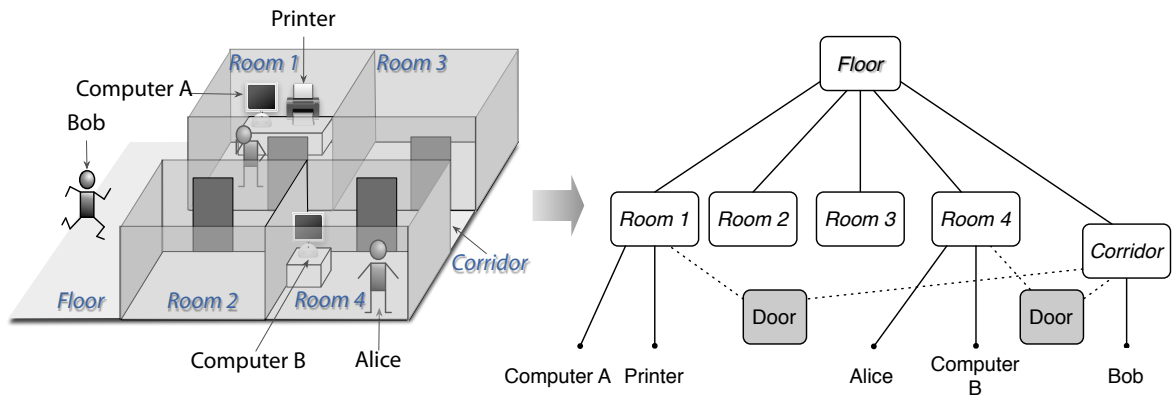 Printer
Room 1
Room 3
Computer A
Bob
Corridor
Floor
Room 2
Room 4
Computer B
Alice
Floor
Room 1
Room 2
Room 3
Room 4
Corridor
Door
Door
Computer A
Printer
Alice
Computer
B
Bob